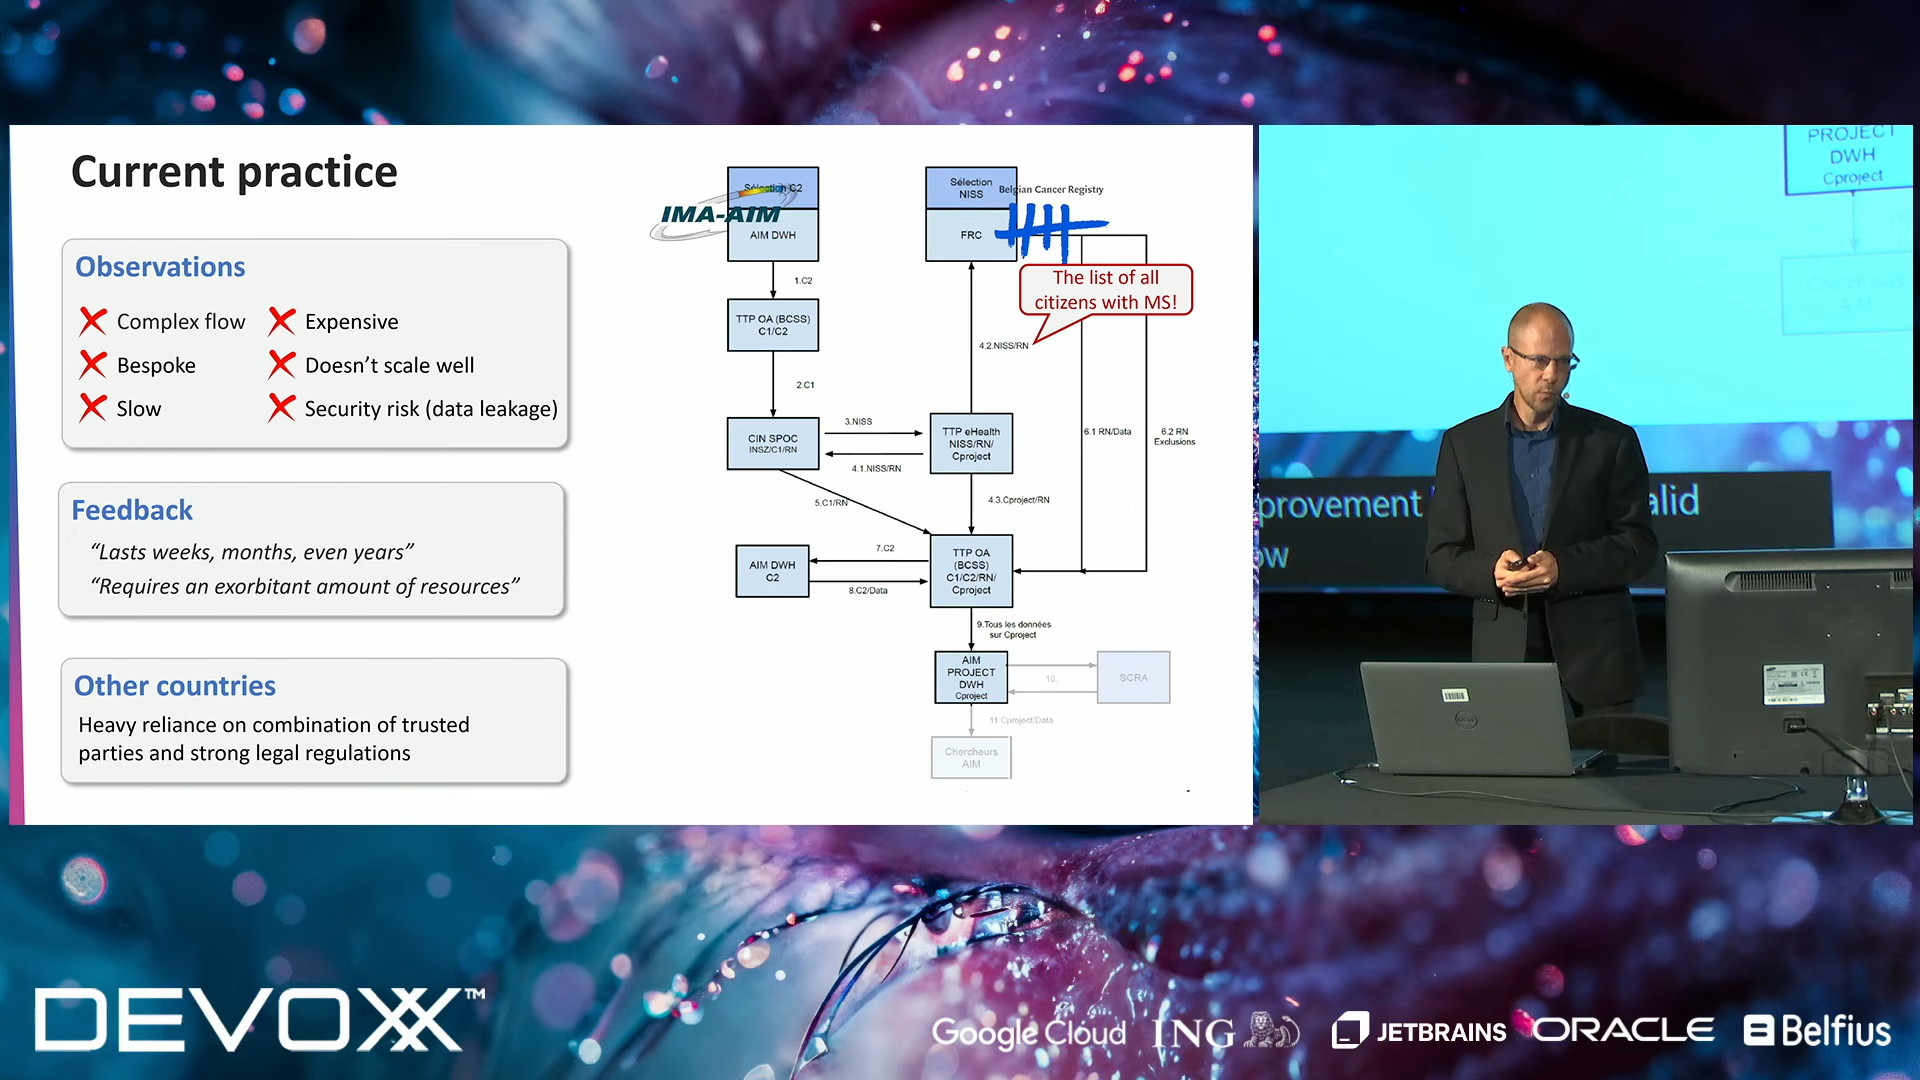 Current practice
Observations
Complex flow
Expensive
Bespoke
Doesn’t scale well
Slow
Security risk (data leakage)
Feedback
“Lasts weeks, months, even years”
“Requires an exorbitant amount of resources”
Other countries
Heavy reliance on combination of trusted
parties and strong legal regulations
Sélection C2
IMA-AIM
AIM DWH
1.C2
TTP OA (BCSS)
C1/C2
2.C1
CIN SPOC
INSZ/C1/RN
3.NISS
4.1.NISS/RN
5.C1/RN
AIM DWH
C2
7.C2
8.C2/Data
Sélection
NISS
Belgian Cancer Registry
FRC
The list of all
citizens with MS!
4.2.NISS/RN
TTP eHealth
NISS/RN/
Cproject
6.1 RN/Data
6.2 RN
Exclusions
4.3.Cproject/RN
TTP OA
(BCSS)
C1/C2/RN/
Cproject
9.Tous les données
sur Cproject
AIM
PROJECT
DWH
Cproject
10.
SCRA
11.Cproject/Data
Chercheurs
AIM
PROJECT
DWH
Cproject
Chercheurs
AIM
provement
alid
ow
DELL
DEVOXX™
Google Cloud
ING
JETBRAINS
ORACLE
Belfius